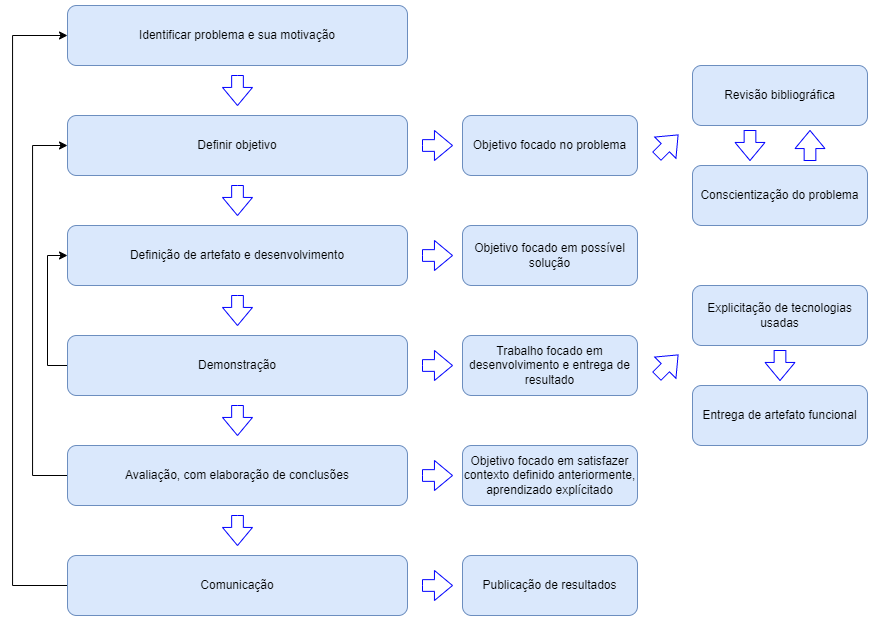 Identificar problema e sua motivação
Definir objetivo
Objetivo focado no problema
Revisão bibliográfica
Conscientização do problema
Definição de artefato e desenvolvimento
Objetivo focado em possível
solução
Demonstração
Trabalho focado em
desenvolvimento e entrega de
resultado
Explicitação de tecnologias
usadas
Entrega de artefato funcional
Avaliação, com elaboração de conclusões
Objetivo focado em satisfazer
contexto definido anteriormente,
aprendizado explícitado
Comunicação
Publicação de resultados